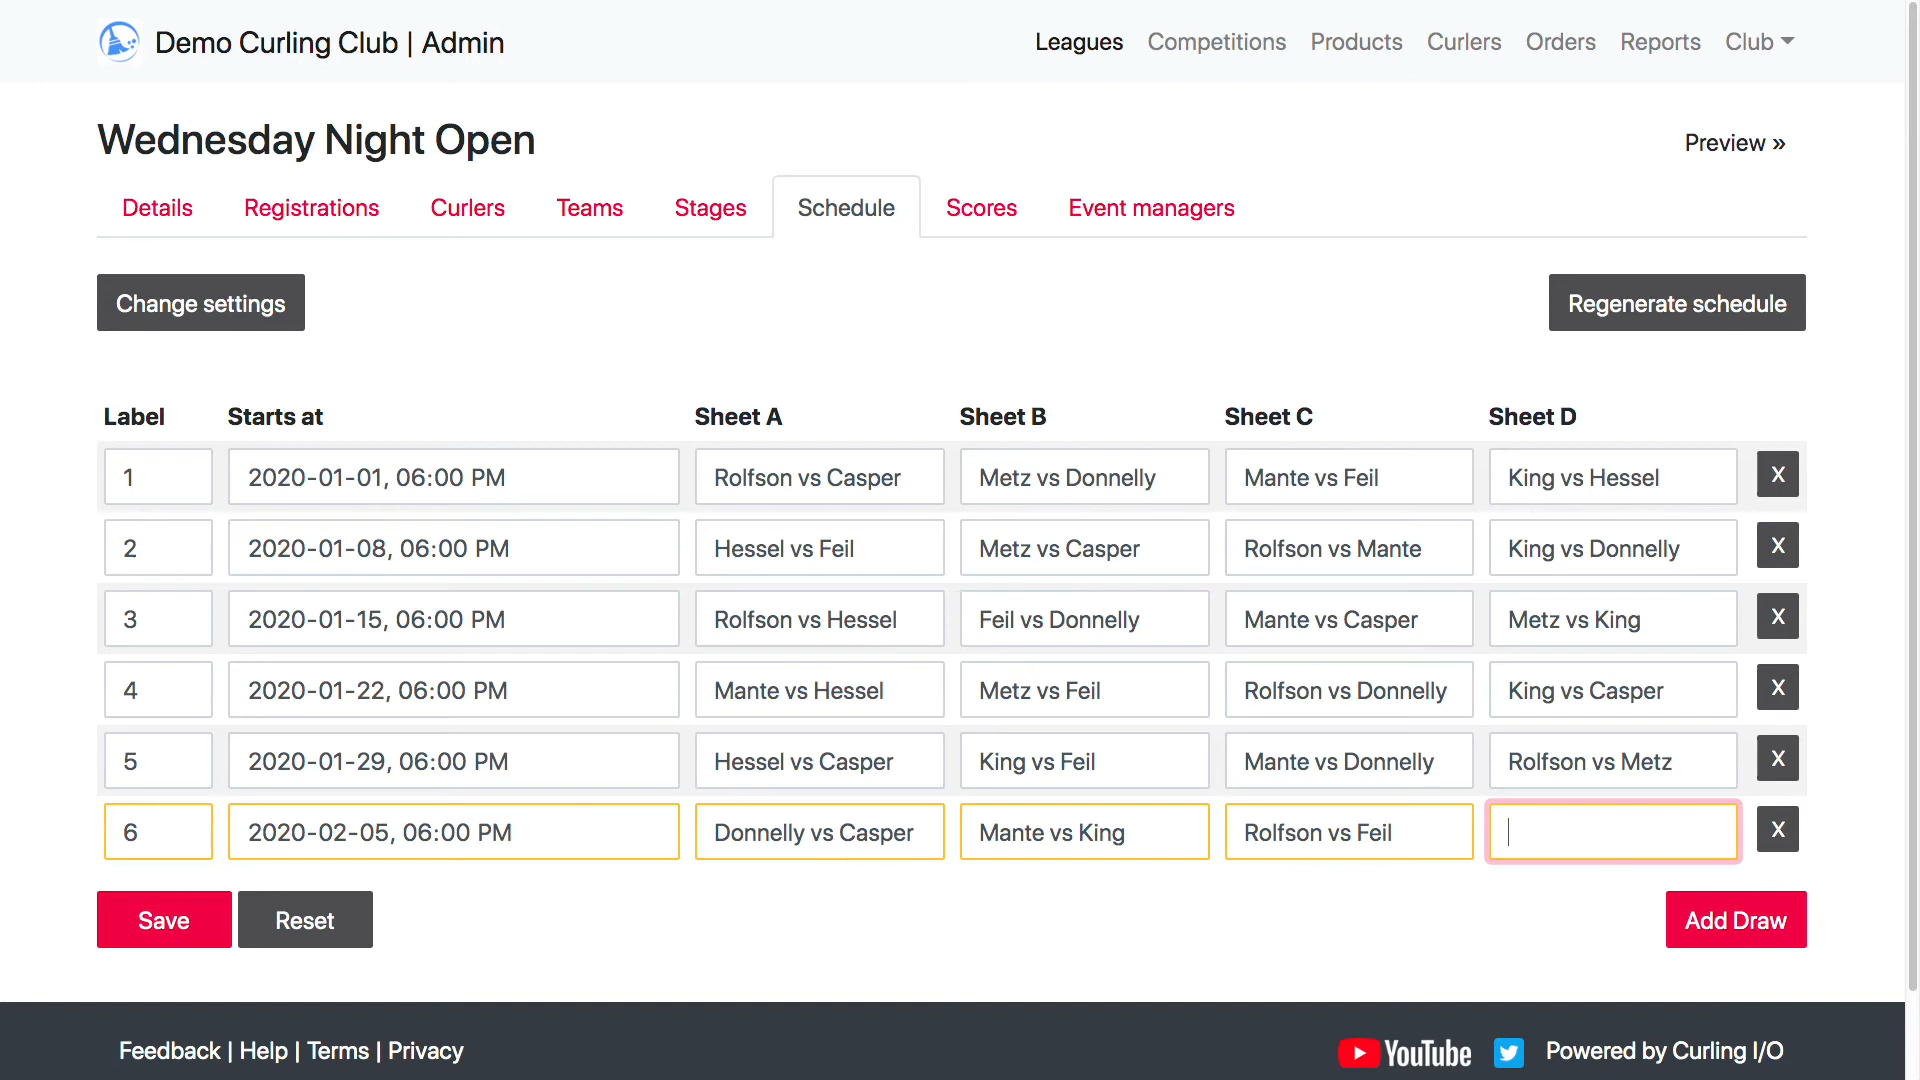 Demo Curling Club | Admin
Leagues Competitions Products Curlers Orders Reports Club
Wednesday Night Open
Preview »
Details Registrations Curlers Teams Stages Schedule Scores Event managers
Change settings Regenerate schedule
Label Starts at Sheet A Sheet B Sheet C Sheet D
1 2020-01-01, 06:00 PM Rolfson vs Casper Metz vs Donnelly Mante vs Feil King vs Hessel X
2 2020-01-08, 06:00 PM Hessel vs Feil Metz vs Casper Rolfson vs Mante King vs Donnelly X
3 2020-01-15, 06:00 PM Rolfson vs Hessel Feil vs Donnelly Mante vs Casper Metz vs King X
4 2020-01-22, 06:00 PM Mante vs Hessel Metz vs Feil Rolfson vs Donnelly King vs Casper X
5 2020-01-29, 06:00 PM Hessel vs Casper King vs Feil Mante vs Donnelly Rolfson vs Metz X
6 2020-02-05, 06:00 PM Donnelly vs Casper Mante vs King Rolfson vs Feil X
Save Reset Add Draw
Feedback | Help | Terms | Privacy YouTube Powered by Curling I/O